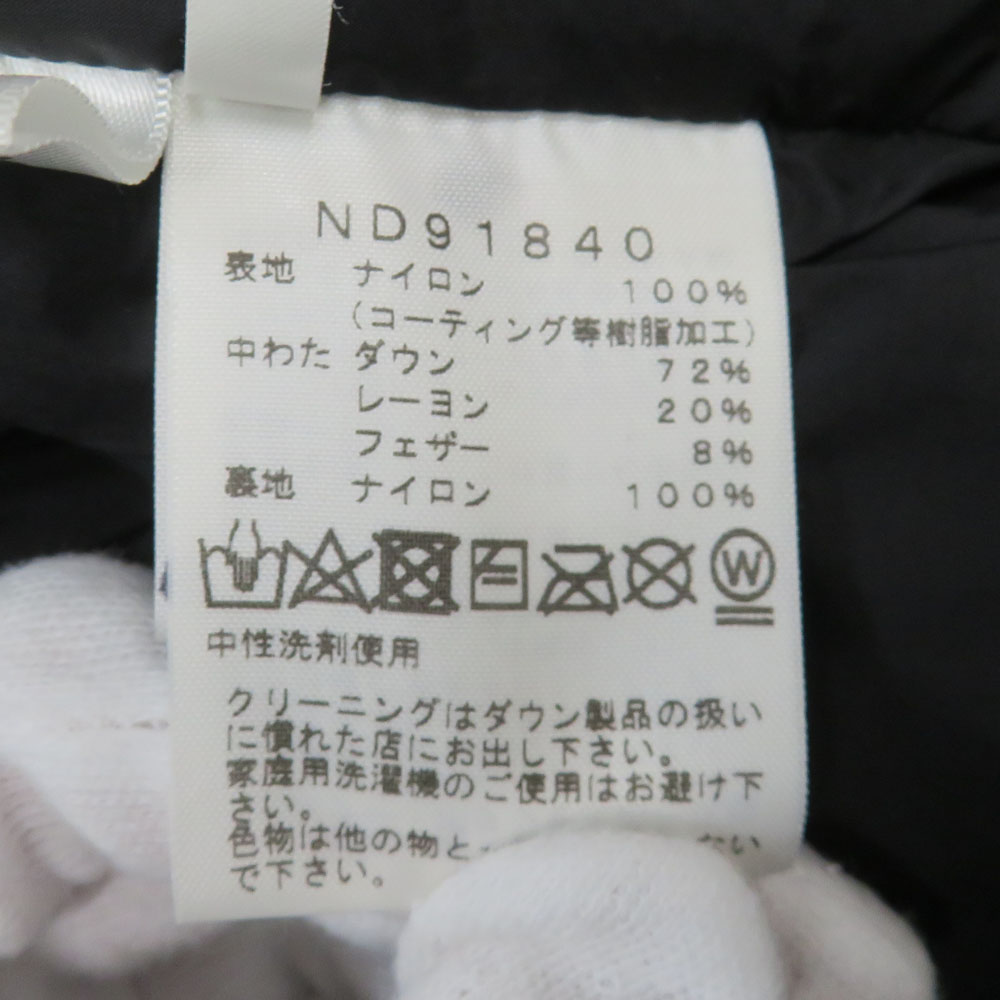 ND91840
表地 ナイロン 100%
(コーティング等樹脂加工)
中わた ダウン 72%
レーヨン 20%
フェザー 8%
裏地 ナイロン 100%
W
中性洗剤使用
クリーニングはダウン製品の扱い
に慣れた店にお出し下さい。
家庭用洗濯機のご使用はお避け下
さい。
色物は他の物と ない
で下さい。